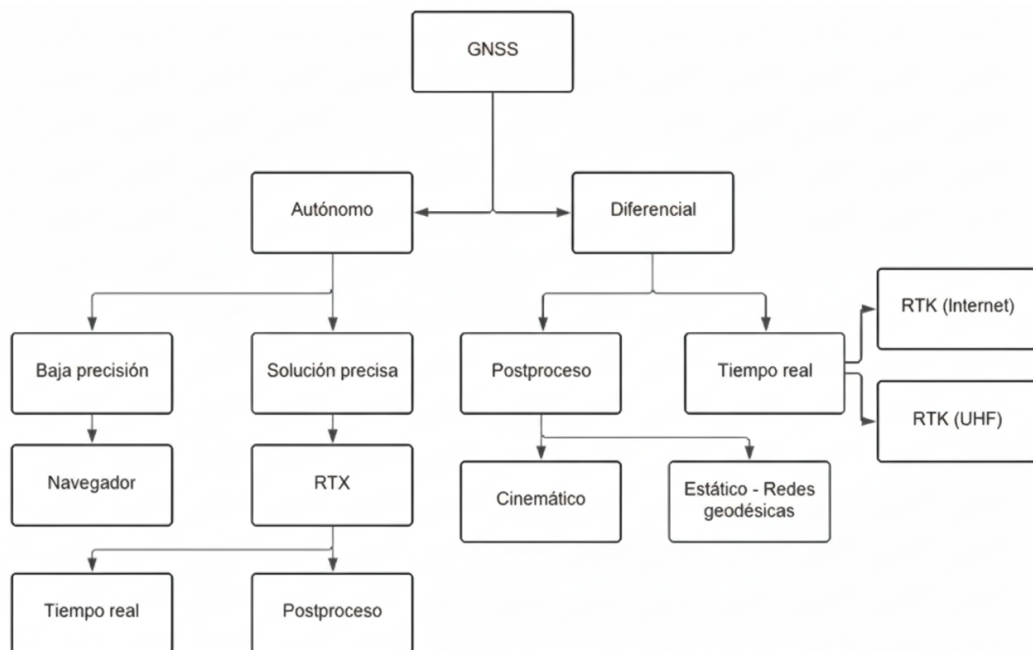 GNSS
Autónomo
Diferencial
RTK (Internet)
Baja precisión
Solución precisa
Postproceso
Tiempo real
RTK (UHF)
Navegador
RTX
Cinemático
Estático - Redes
geodésicas
Tiempo real
Postproceso